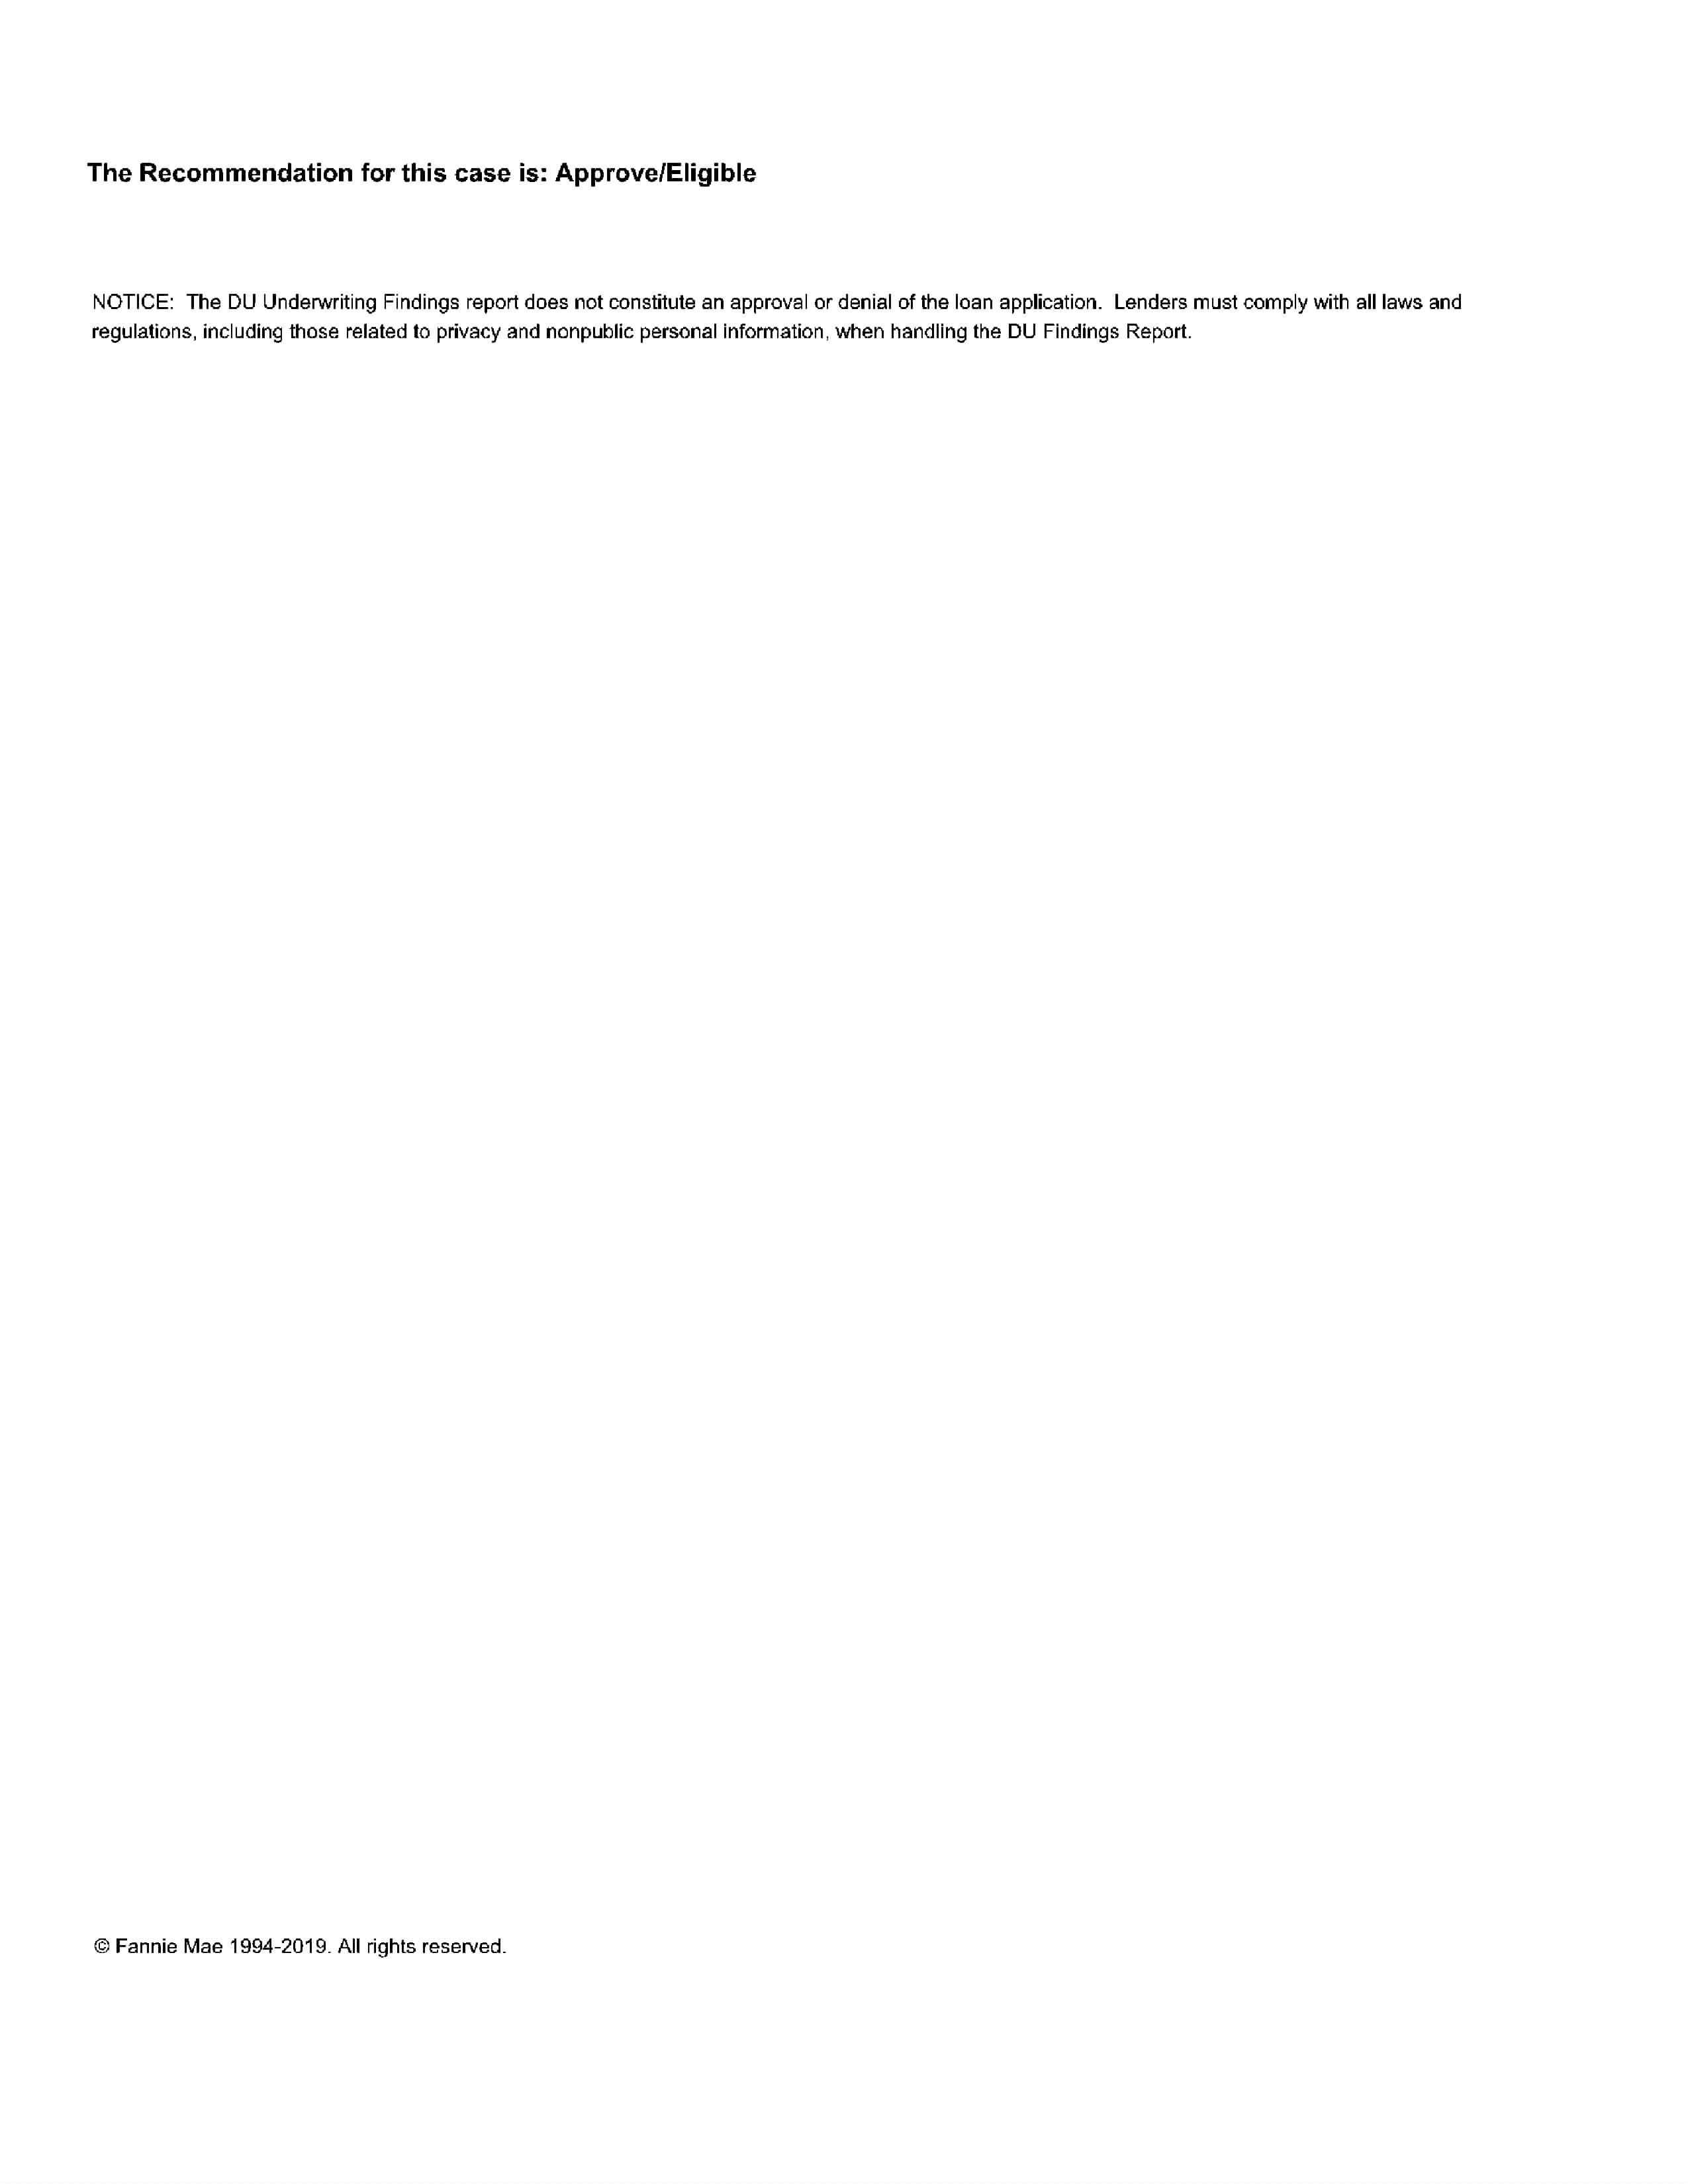 The Recommendation for this case is: Approve/Eligible
NOTICE:  The DU Underwriting Findings report does not constitute an approval or denial of the loan application.  Lenders must comply with all laws and
regulations, including those related to privacy and nonpublic personal information, when handling the DU Findings Report.
© Fannie Mae 1994-2019. All rights reserved.